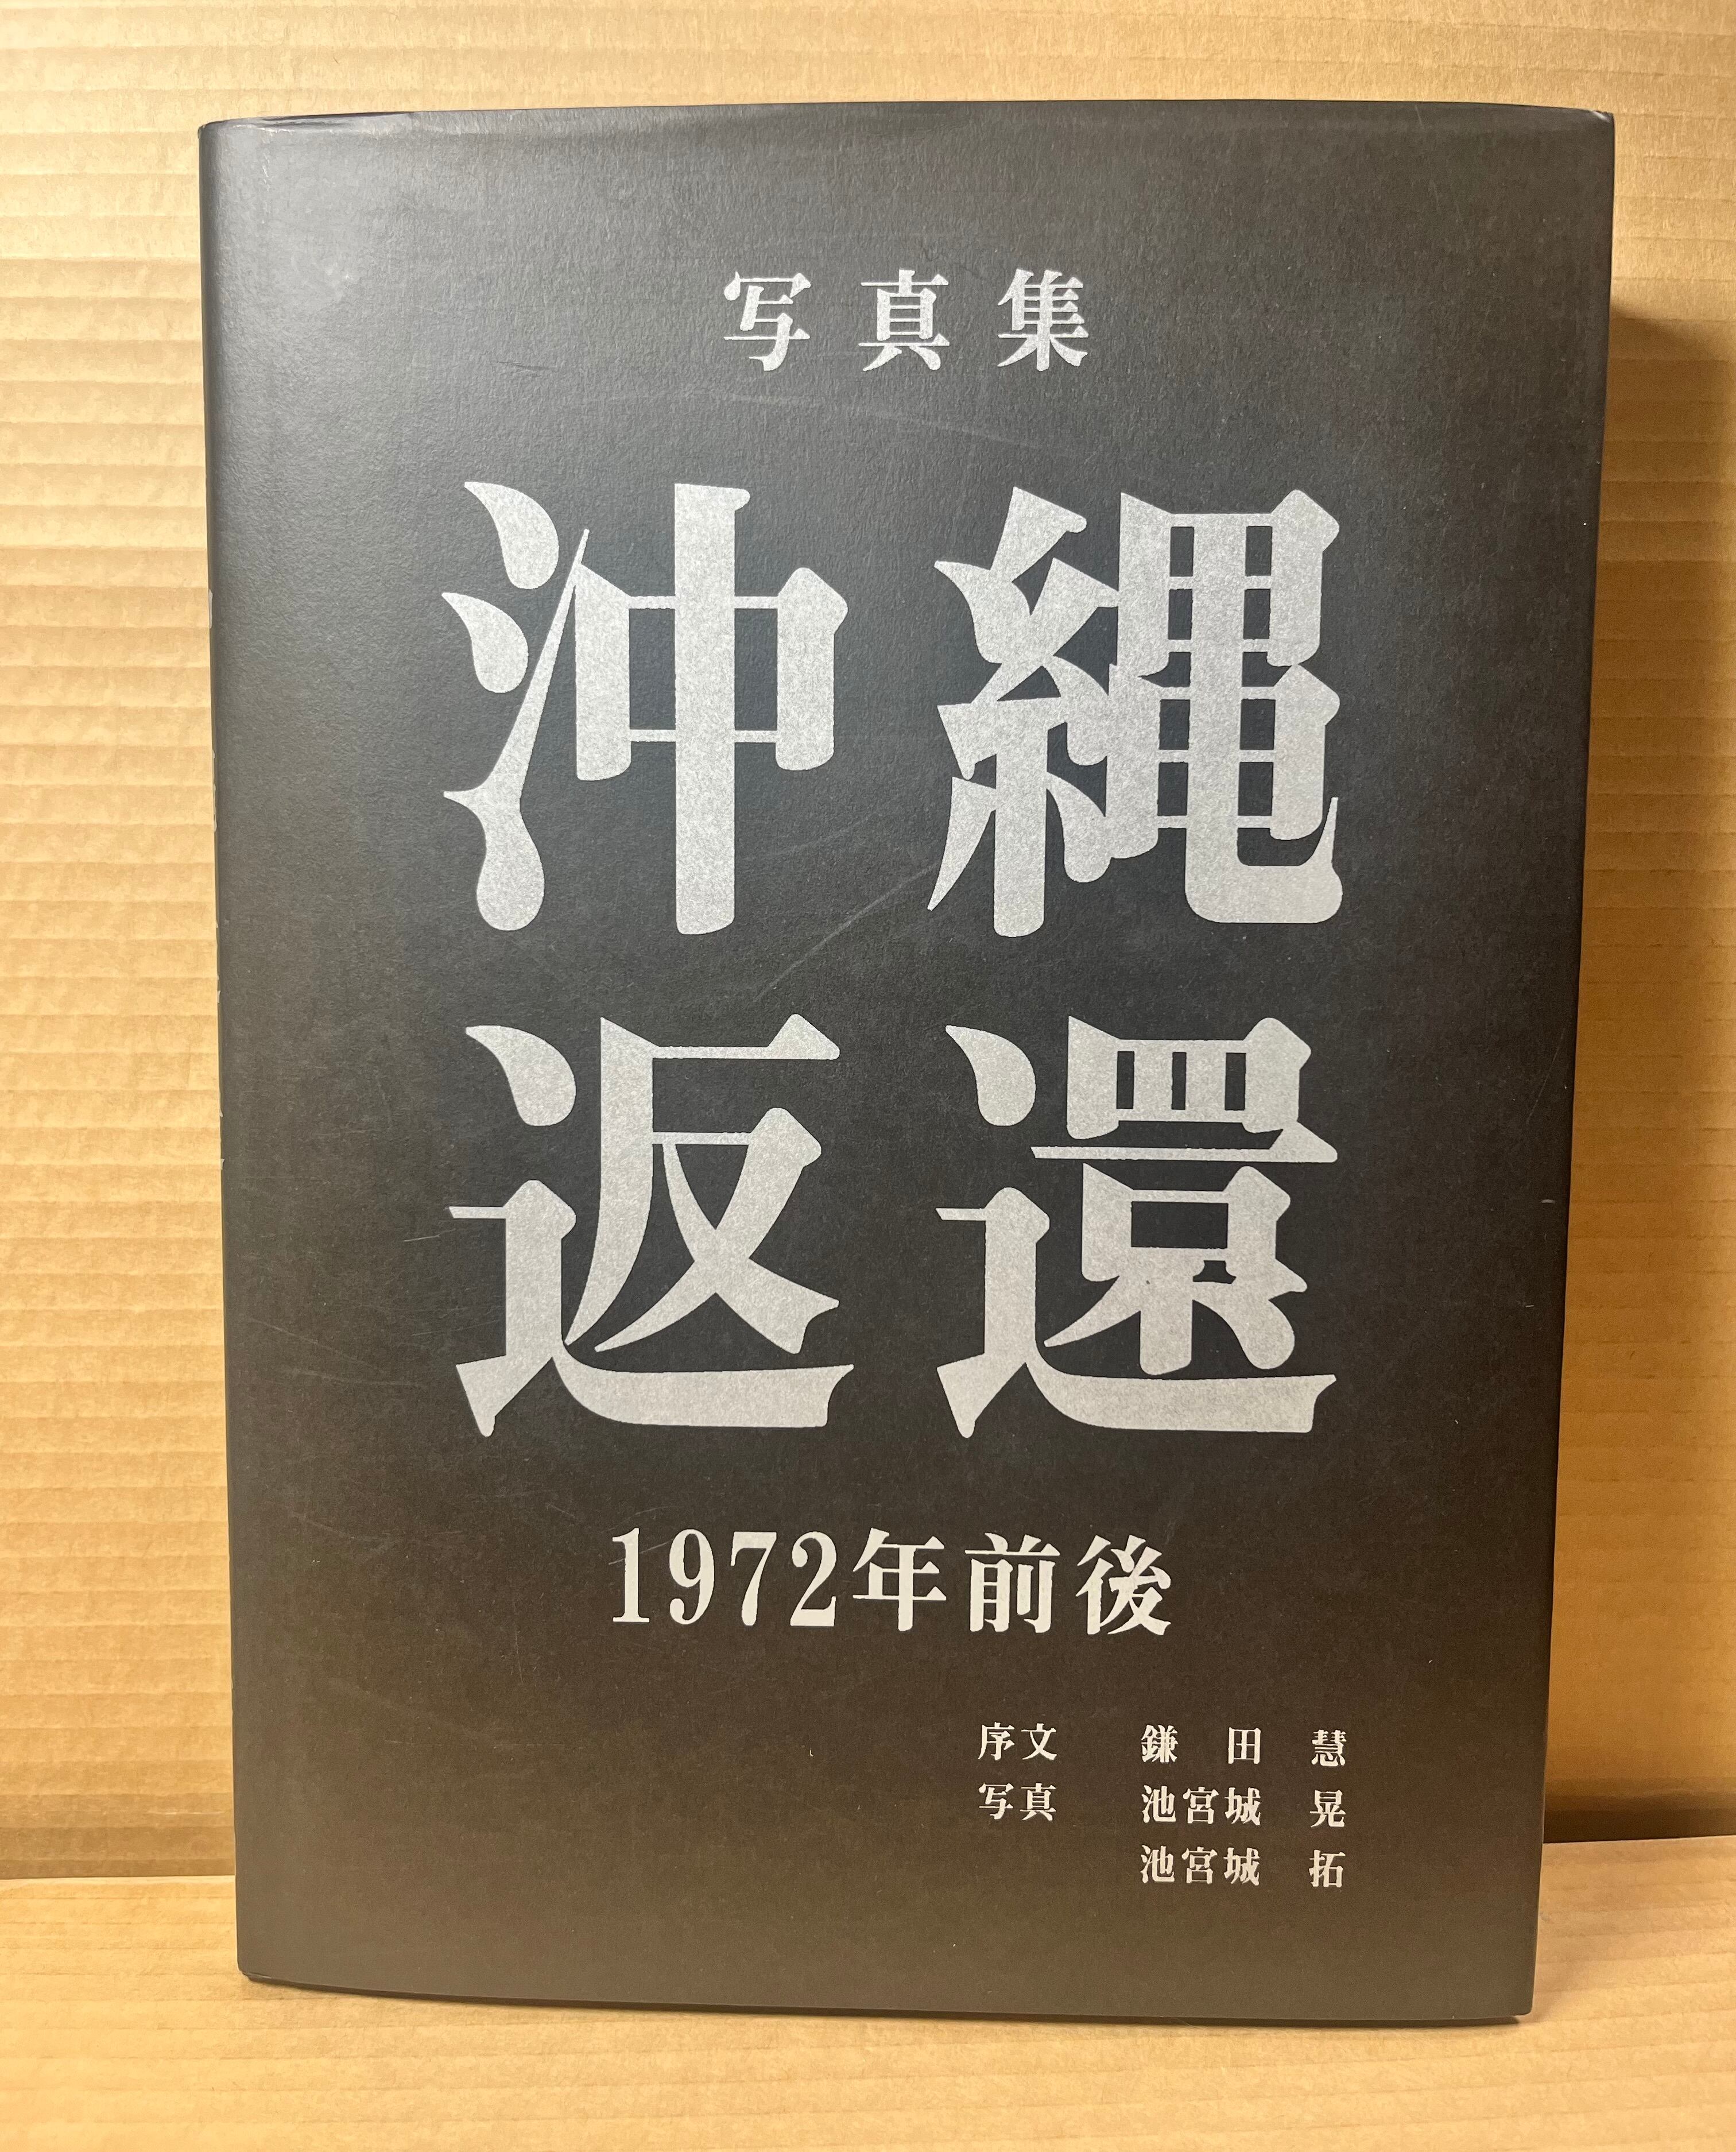 写真集
沖縄
返還
1972年前後
序文 鎌田 慧
写真 池宮城 晃
池宮城 拓